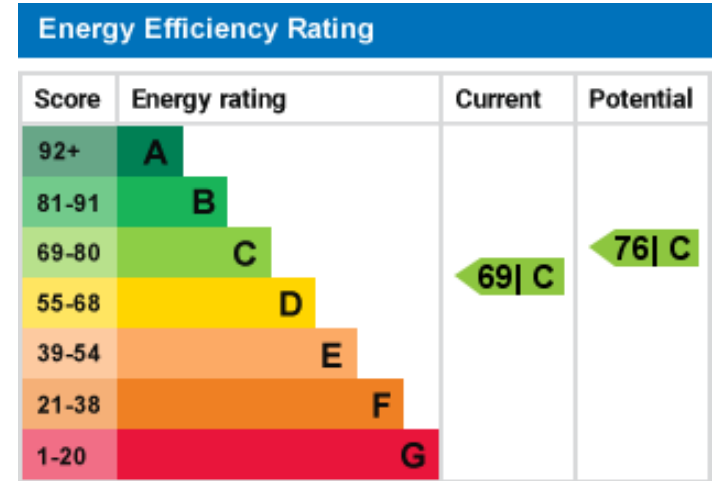 Energy Efficiency Rating
Score Energy rating Current Potential
92+ A
81-91 B
69-80 C 76| C
69| C
55-68 D
39-54 E
21-38 F
1-20 G